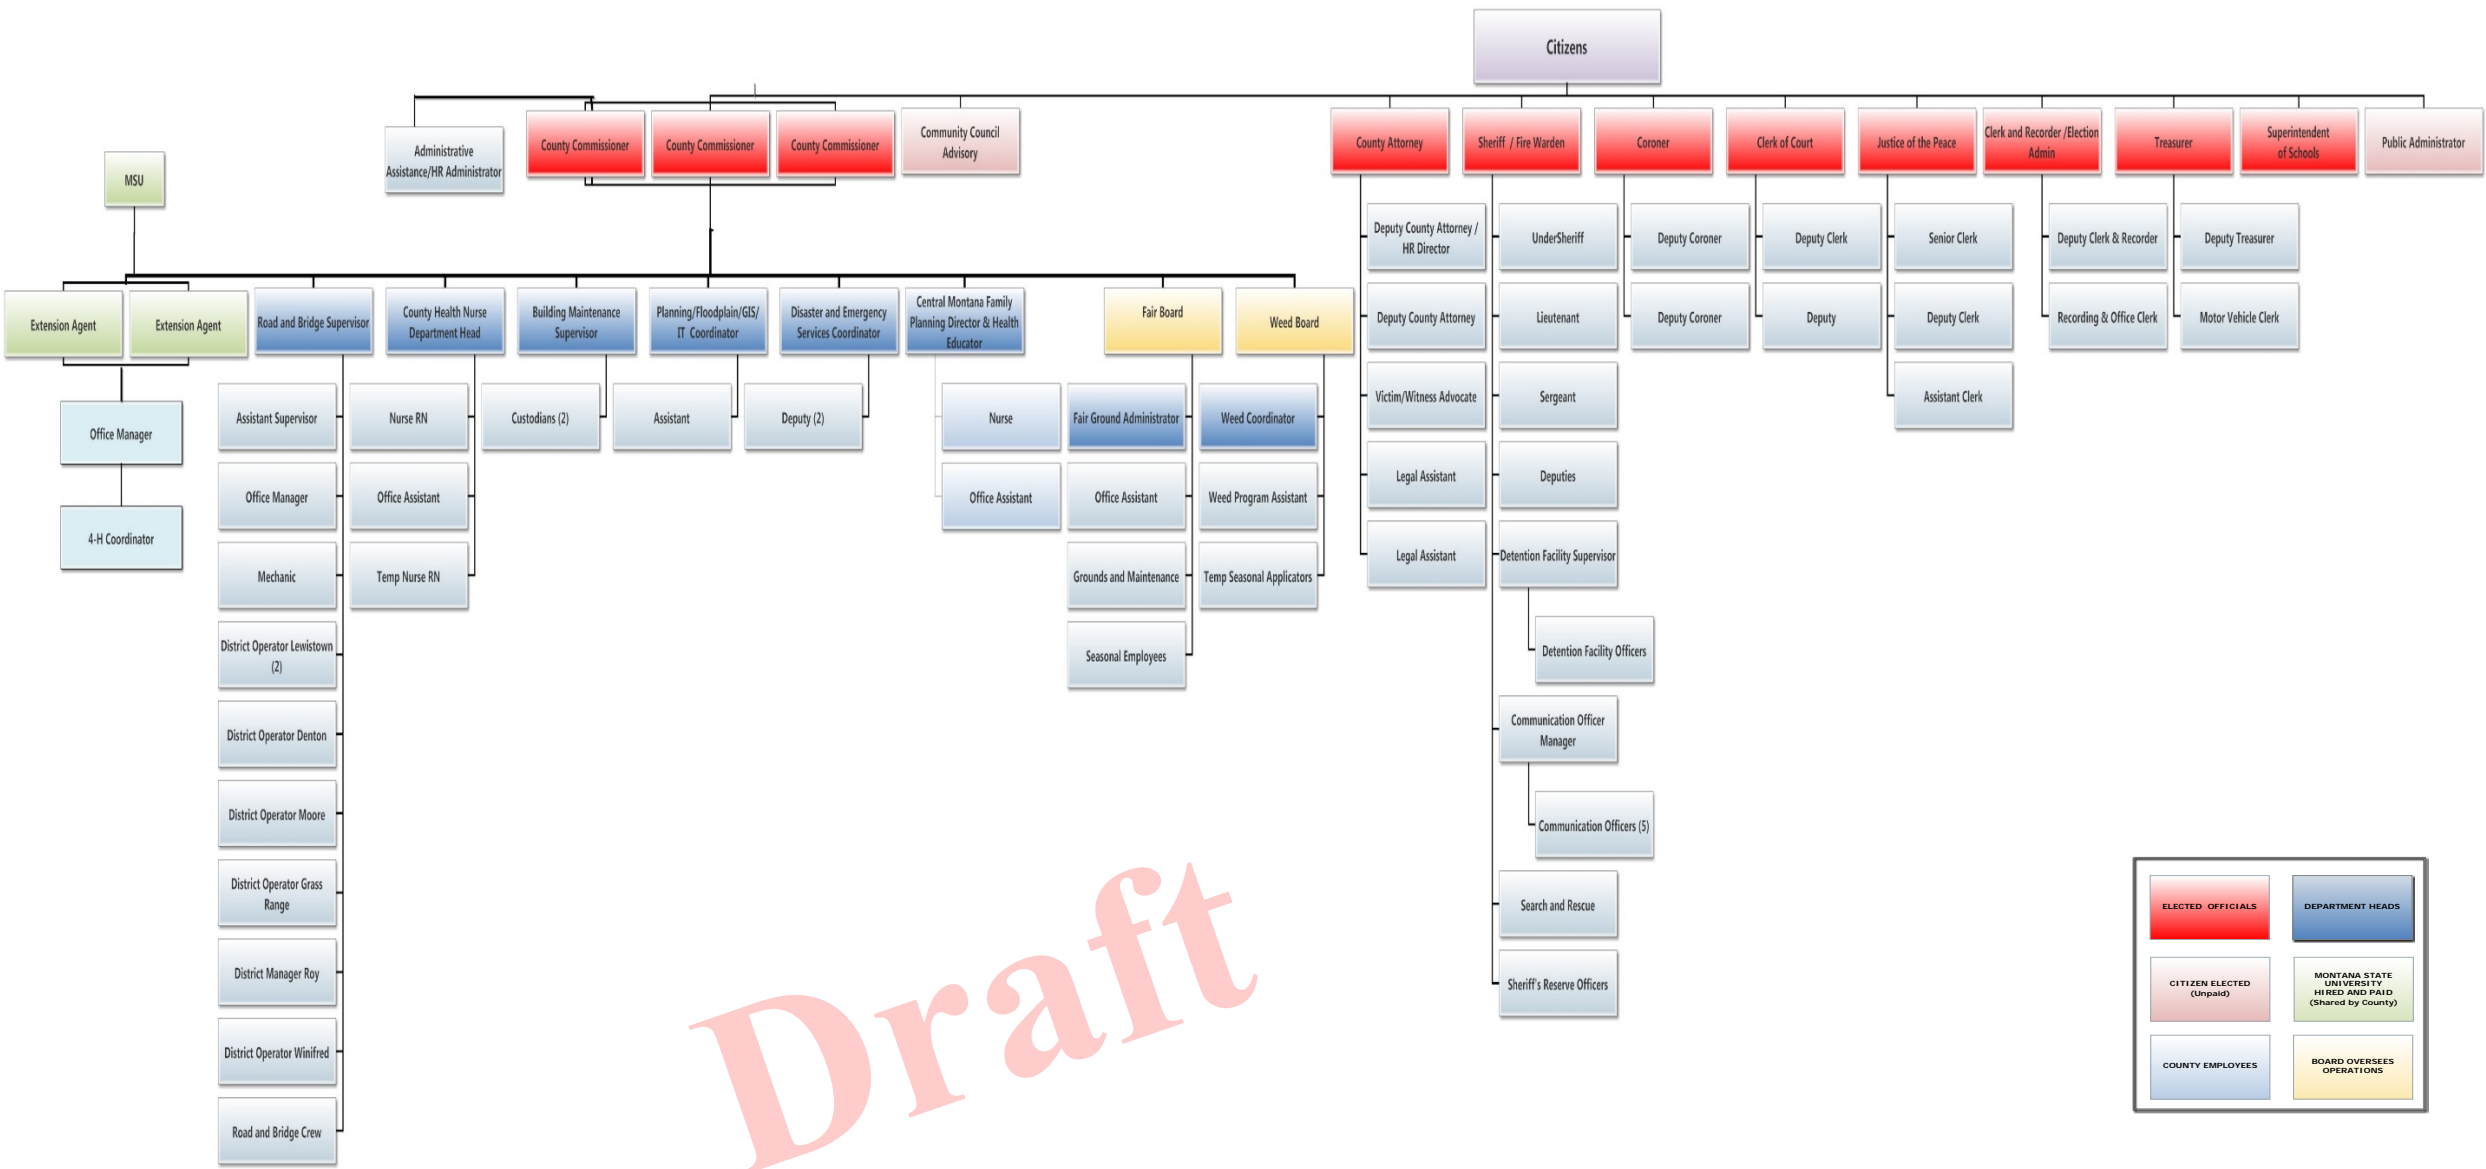 Citizens
Administrative
Assistance/HR Administrator
County Commissioner
County Commissioner
County Commissioner
Community Council
Advisory
County Attorney
Sheriff / Fire Warden
Coroner
Clerk of Court
Justice of the Peace
Clerk and Recorder /Election
Admin
Treasurer
Superintendent
of Schools
Public Administrator
MSU
Extension Agent
Extension Agent
Office Manager
4-H Coordinator
Road and Bridge Supervisor
Assistant Supervisor
Office Manager
Mechanic
District Operator Lewistown
(2)
District Operator Denton
District Operator Moore
District Operator Grass
Range
District Manager Roy
District Operator Winifred
Road and Bridge Crew
County Health Nurse
Department Head
Nurse RN
Office Assistant
Temp Nurse RN
Building Maintenance
Supervisor
Custodians (2)
Planning/Floodplain/GIS/
IT Coordinator
Assistant
Disaster and Emergency
Services Coordinator
Deputy (2)
Central Montana Family
Planning Director & Health
Educator
Nurse
Office Assistant
Fair Board
Fair Ground Administrator
Office Assistant
Grounds and Maintenance
Seasonal Employees
Weed Board
Weed Coordinator
Weed Program Assistant
Temp Seasonal Applicators
Deputy County Attorney /
HR Director
Deputy County Attorney
Victim/Witness Advocate
Legal Assistant
Legal Assistant
UnderSheriff
Lieutenant
Sergeant
Deputies
Detention Facility Supervisor
Detention Facility Officers
Communication Officer
Manager
Communication Officers (5)
Search and Rescue
Sheriff's Reserve Officers
Deputy Coroner
Deputy Coroner
Deputy Clerk
Deputy
Senior Clerk
Deputy Clerk
Assistant Clerk
Deputy Clerk & Recorder
Recording & Office Clerk
Deputy Treasurer
Motor Vehicle Clerk
Draft
ELECTED OFFICIALS
DEPARTMENT HEADS
CITIZEN ELECTED
(Unpaid)
MONTANA STATE
UNIVERSITY
HIRED AND PAID
(Shared by County)
COUNTY EMPLOYEES
BOARD OVERSEES
OPERATIONS